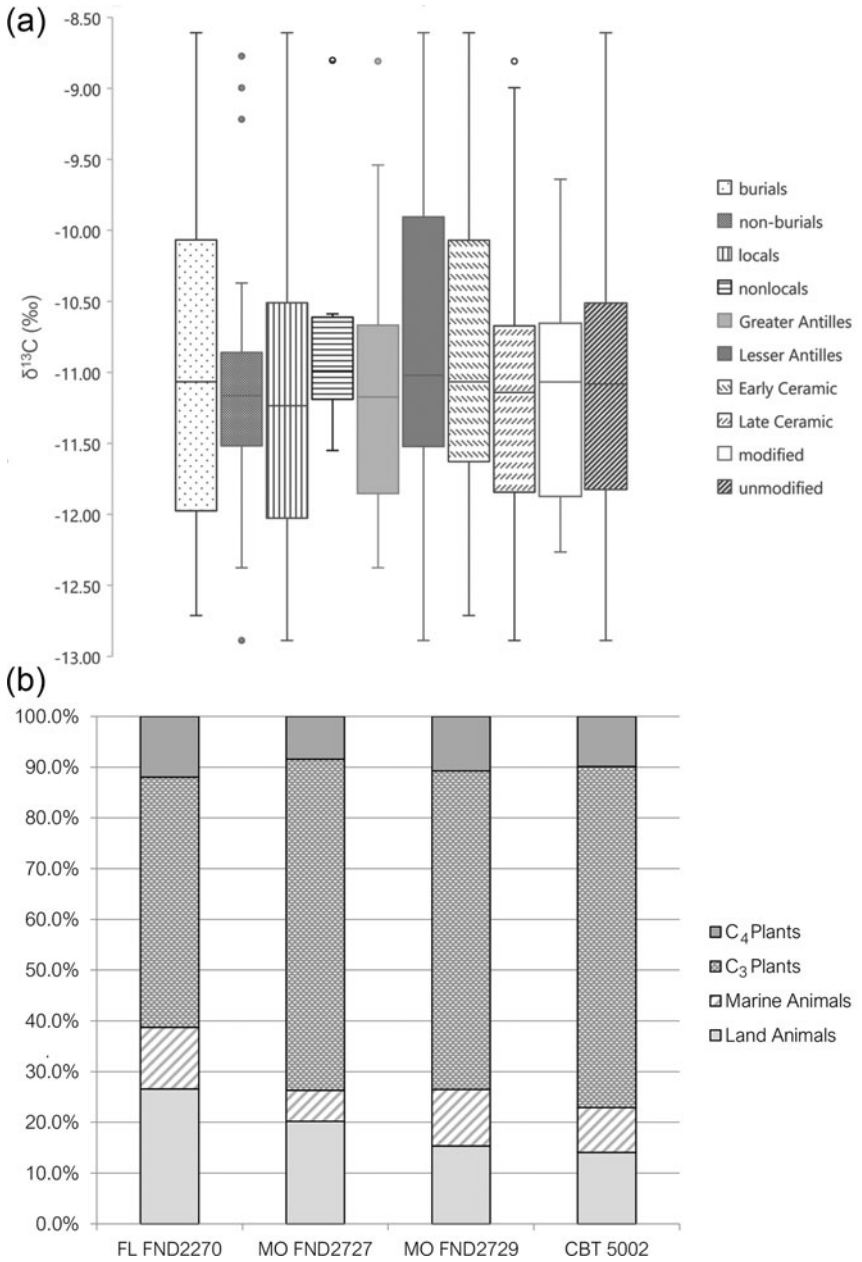 (a)
-8.50
-9.00
-9.50
-10.00
-10.50
-11.00
-11.50
-12.00
-12.50
-13.00
δ¹³C (‰)
burials
non-burials
locals
nonlocals
Greater Antilles
Lesser Antilles
Early Ceramic
Late Ceramic
modified
unmodified
(b)
100.0%
90.0%
80.0%
70.0%
60.0%
50.0%
40.0%
30.0%
20.0%
10.0%
0.0%
FL FND2270 MO FND2727 MO FND2729 CBT 5002
C₄ Plants
C₃ Plants
Marine Animals
Land Animals